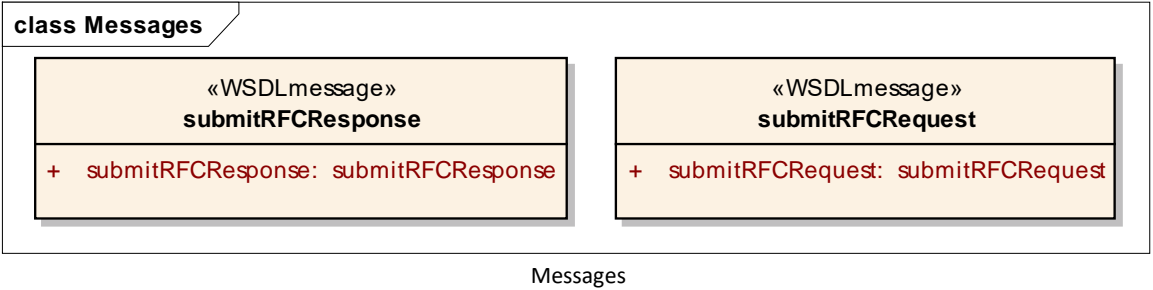 class Messages
«WSDLmessage»
submitRFCResponse
+ submitRFCResponse: submitRFCResponse
«WSDLmessage»
submitRFCRequest
+ submitRFCRequest: submitRFCRequest
Messages